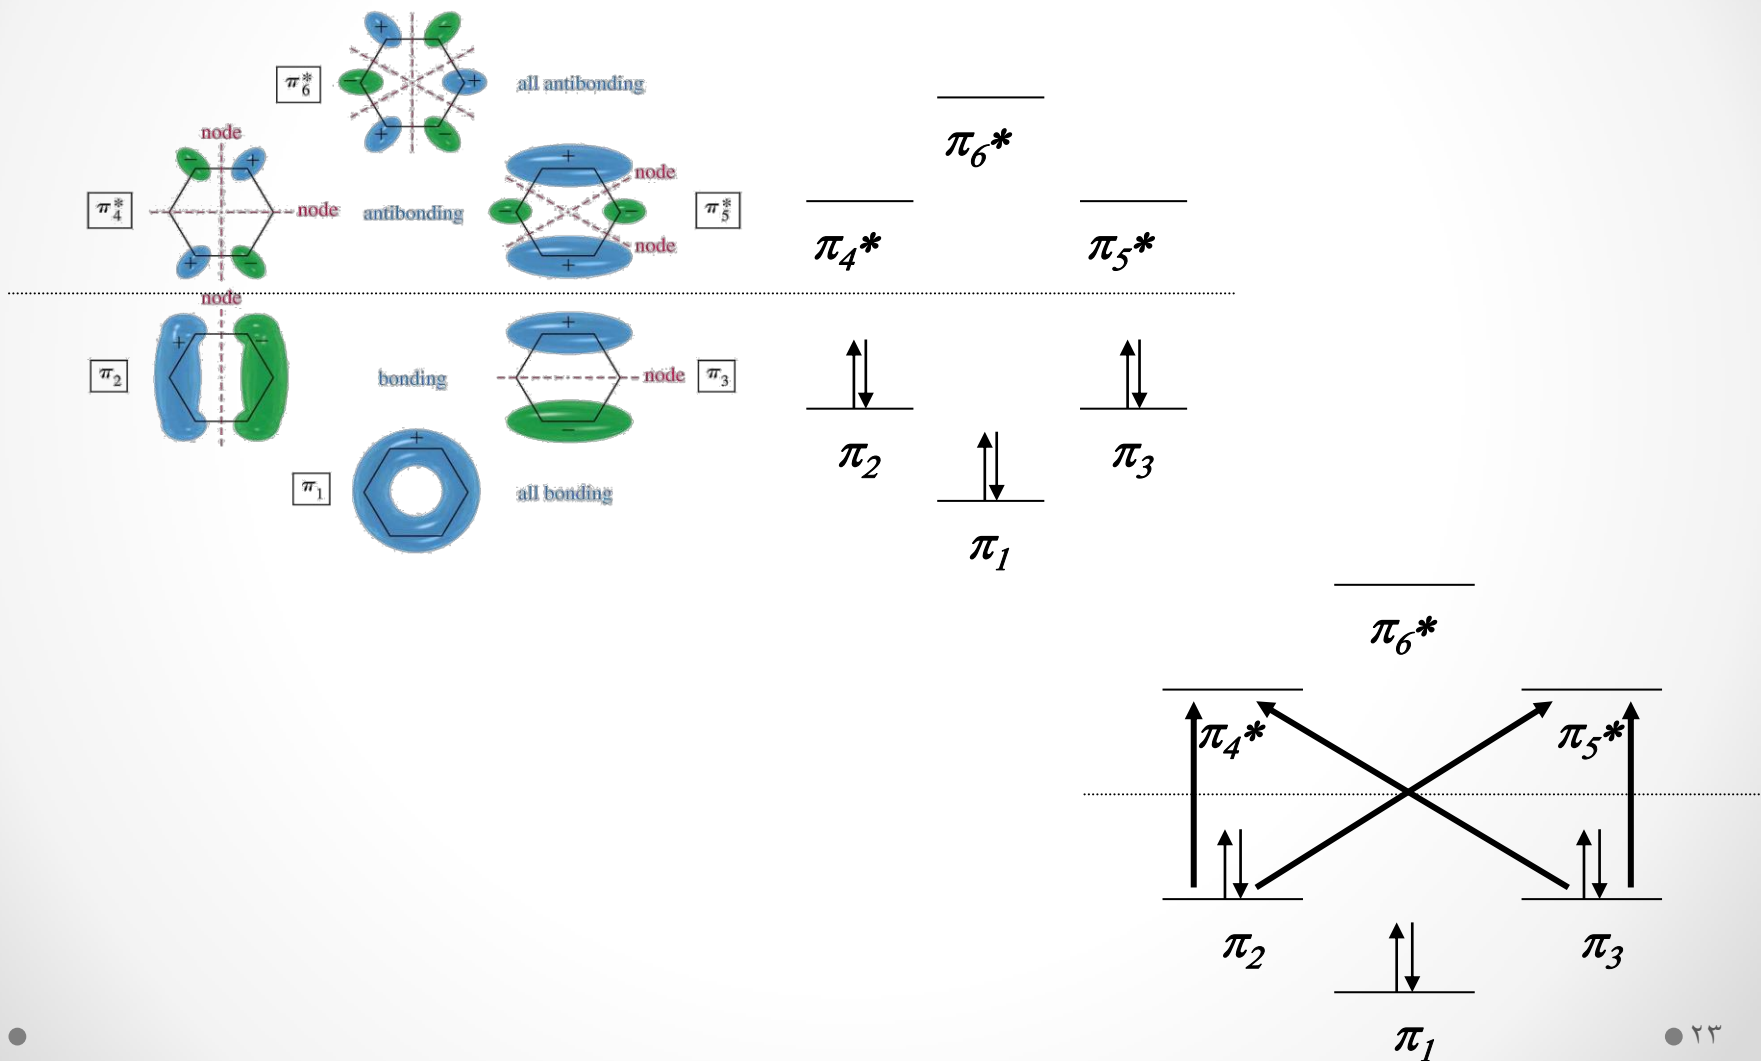 π6*
+
−
−
+
+
−
all antibonding
π6*
node
−
+
+
−
node
π4*
antibonding
+
−
−
+
node
node
π5*
π4*
π5*
node
+
−
π2
bonding
+
−
node
π3
π2
π3
π1
+
all bonding
π1
π6*
π4*
π5*
π2
π3
π1
٢٣